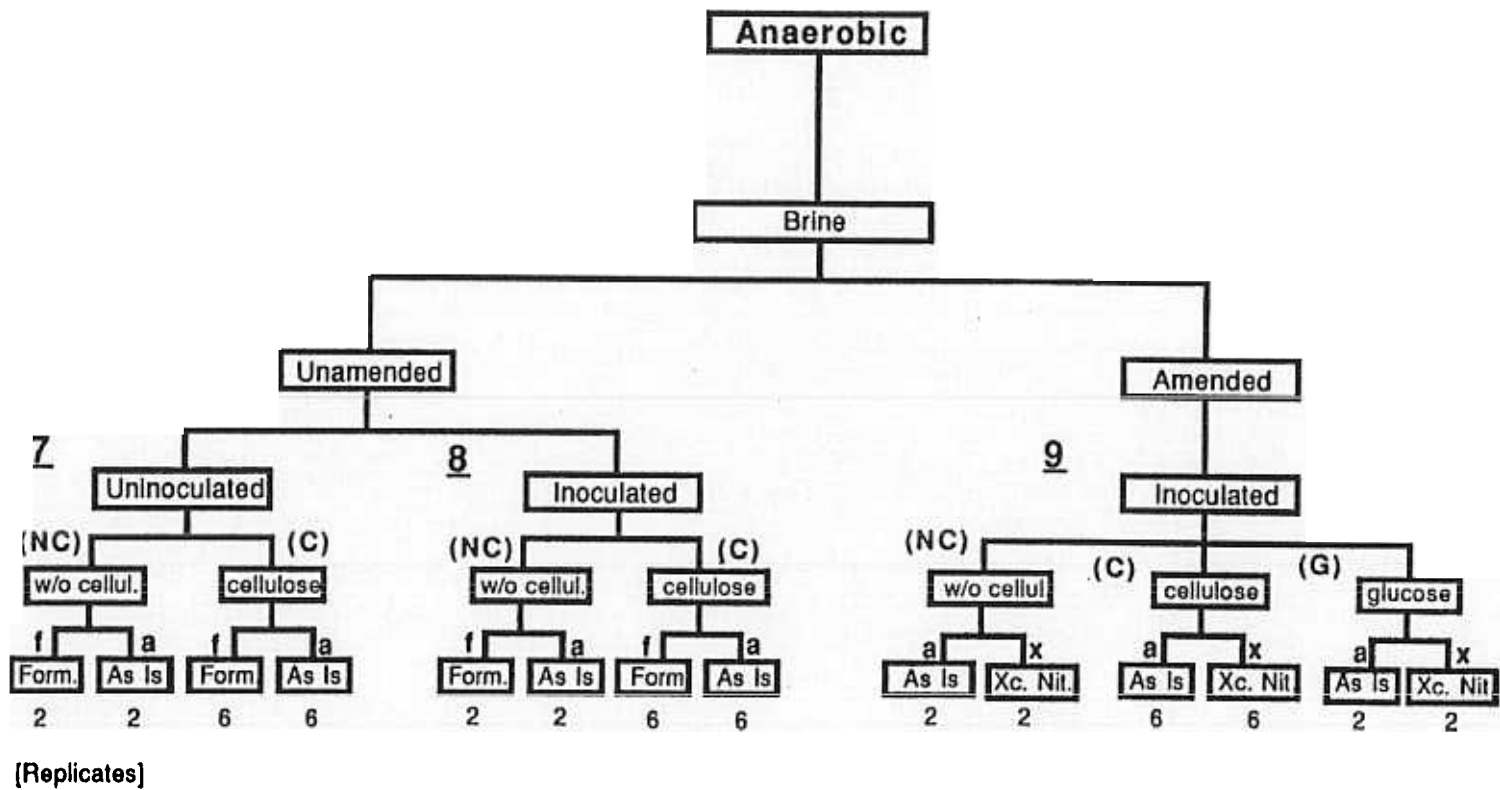 Anaerobic
Brine
Unamended
Amended
7
8
9
Uninoculated
Inoculated
Inoculated
(NC)
(C)
(NC)
(C)
(NC)
(C)
(G)
w/o cellul.
cellulose
w/o cellul.
cellulose
w/o cellul
cellulose
glucose
f a f a f a f a a x a x a x
Form. As Is Form As Is Form. As Is Form As Is As Is Xc. Nit. As Is Xc. Nit As Is Xc. Nit
2 2 6 6 2 2 6 6 2 2 6 6 2 2
[Replicates]